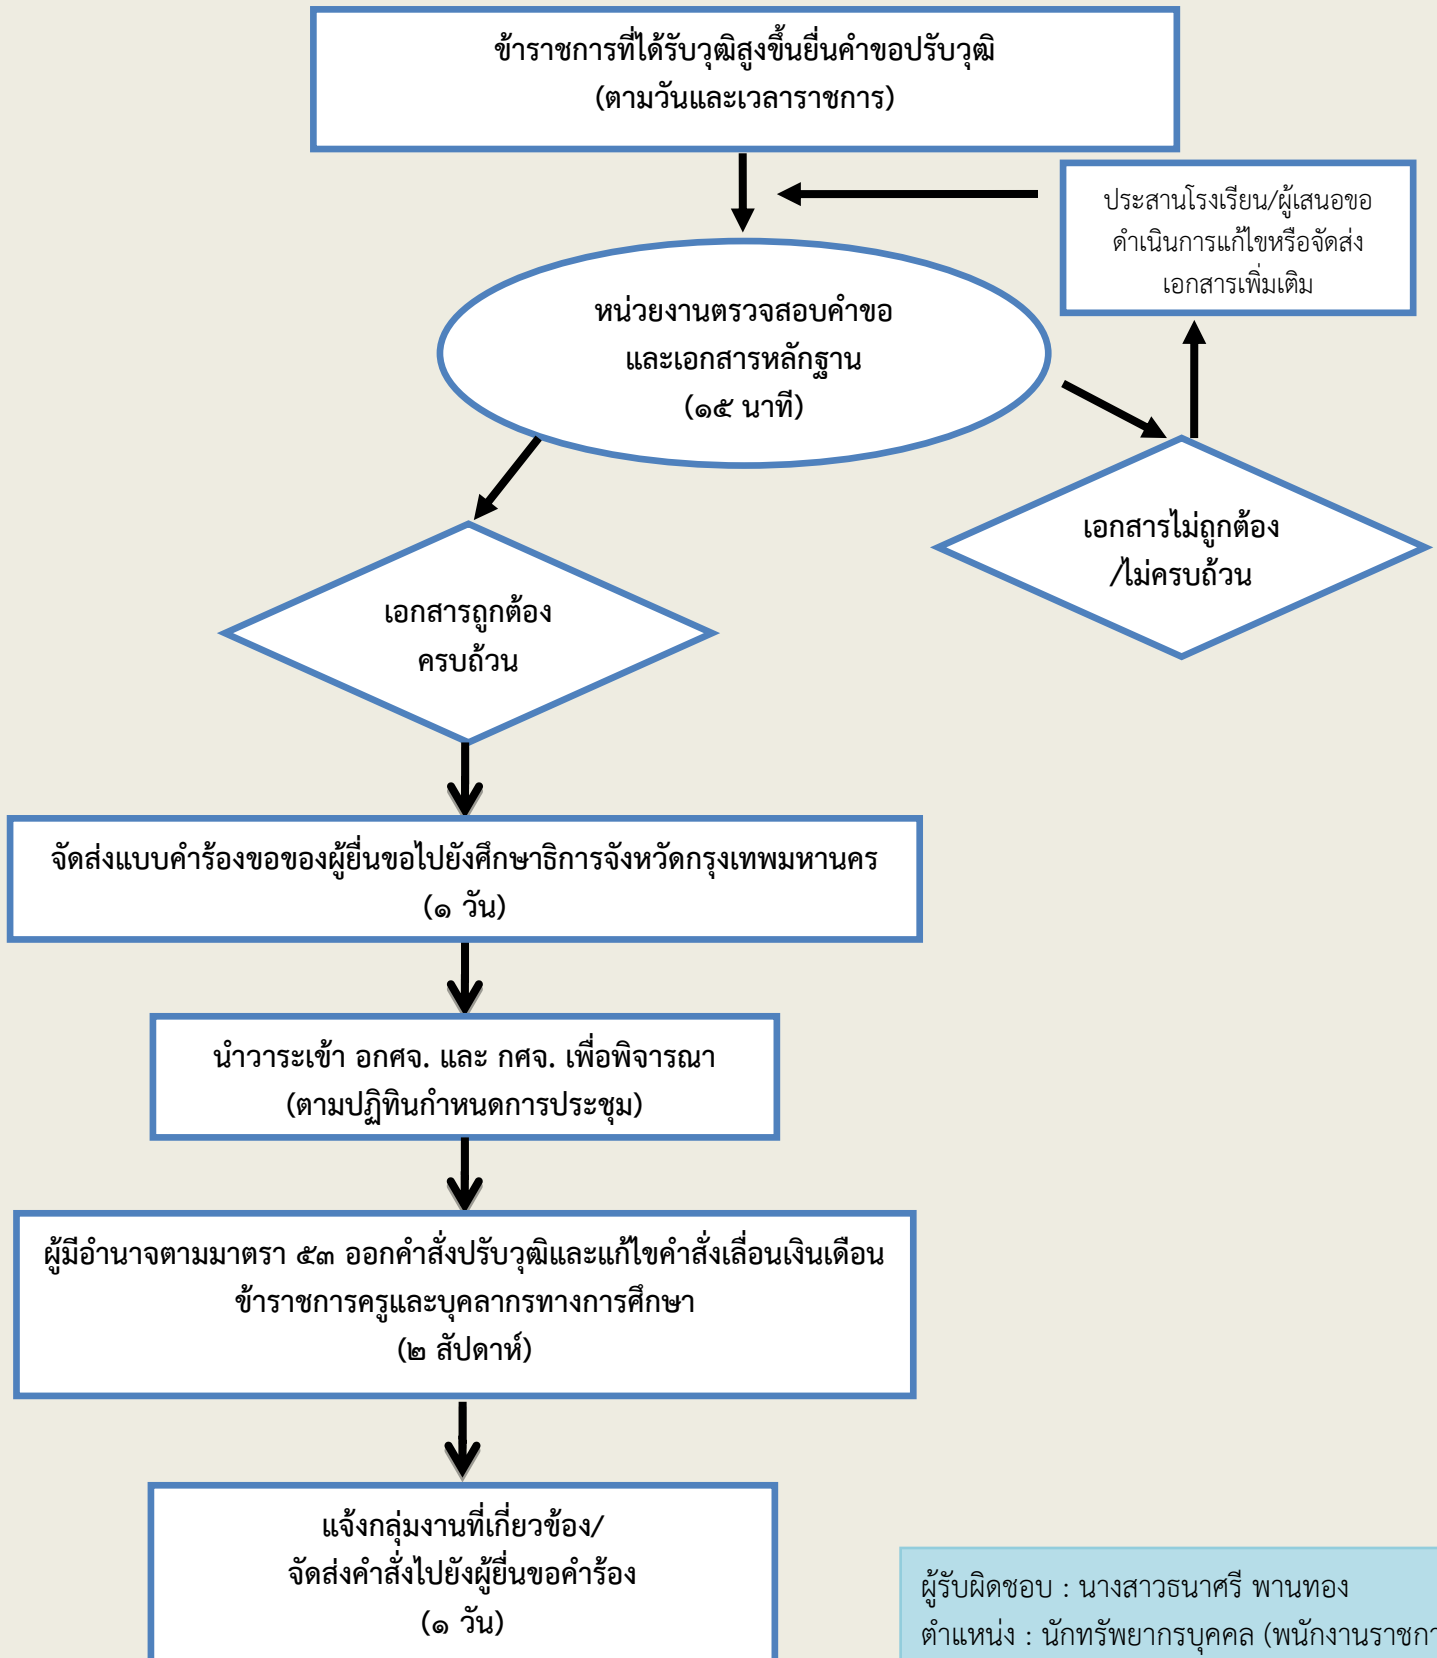 ข้าราชการที่ได้รับวุฒิสูงขึ้นยื่นคำขอปรับวุฒิ
(ตามวันและเวลาราชการ)
ประสานโรงเรียน/ผู้เสนอขอ
ดำเนินการแก้ไขหรือจัดส่ง
เอกสารเพิ่มเติม
หน่วยงานตรวจสอบคำขอ
และเอกสารหลักฐาน
(๑๕ นาที)
เอกสารไม่ถูกต้อง
/ไม่ครบถ้วน
เอกสารถูกต้อง
ครบถ้วน
จัดส่งแบบคำร้องขอของผู้ยื่นขอไปยังศึกษาธิการจังหวัดกรุงเทพมหานคร
(๑ วัน)
นำวาระเข้า อกศจ. และ กศจ. เพื่อพิจารณา
(ตามปฏิทินกำหนดการประชุม)
ผู้มีอำนาจตามมาตรา ๕๓ ออกคำสั่งปรับวุฒิและแก้ไขคำสั่งเลื่อนเงินเดือน
ข้าราชการครูและบุคลากรทางการศึกษา
(๒ สัปดาห์)
แจ้งกลุ่มงานที่เกี่ยวข้อง/
จัดส่งคำสั่งไปยังผู้ยื่นขอคำร้อง
(๑ วัน)
ผู้รับผิดชอบ : นางสาวธนาศรี พานทอง
ตำแหน่ง : นักทรัพยากรบุคคล (พนักงานราชกา